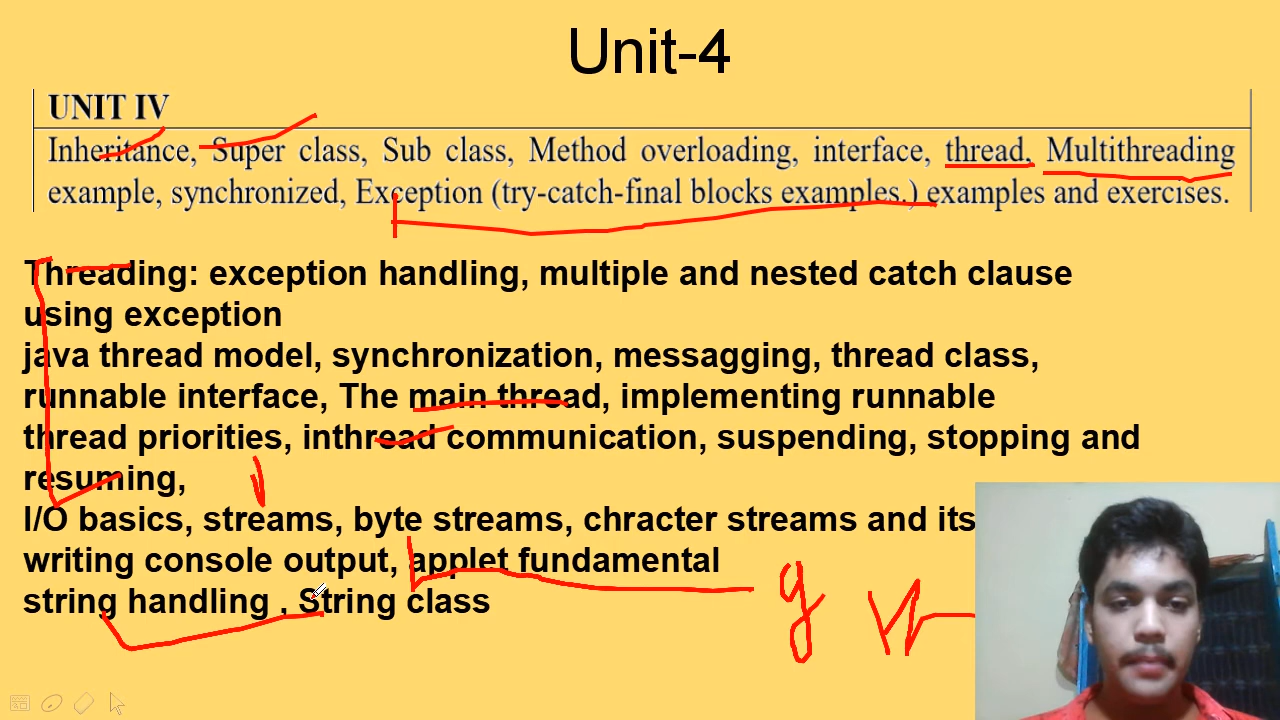 Unit-4
UNIT IV
Inheritance, Super class, Sub class, Method overloading, interface, thread, Multithreading
example, synchronized, Exception (try-catch-final blocks examples.) examples and exercises.
Threading: exception handling, multiple and nested catch clause
using exception
java thread model, synchronization, messagging, thread class,
runnable interface, The main thread, implementing runnable
thread priorities, inthread communication, suspending, stopping and
resuming,
I/O basics, streams, byte streams, chracter streams and its
writing console output, applet fundamental
string handling , String class